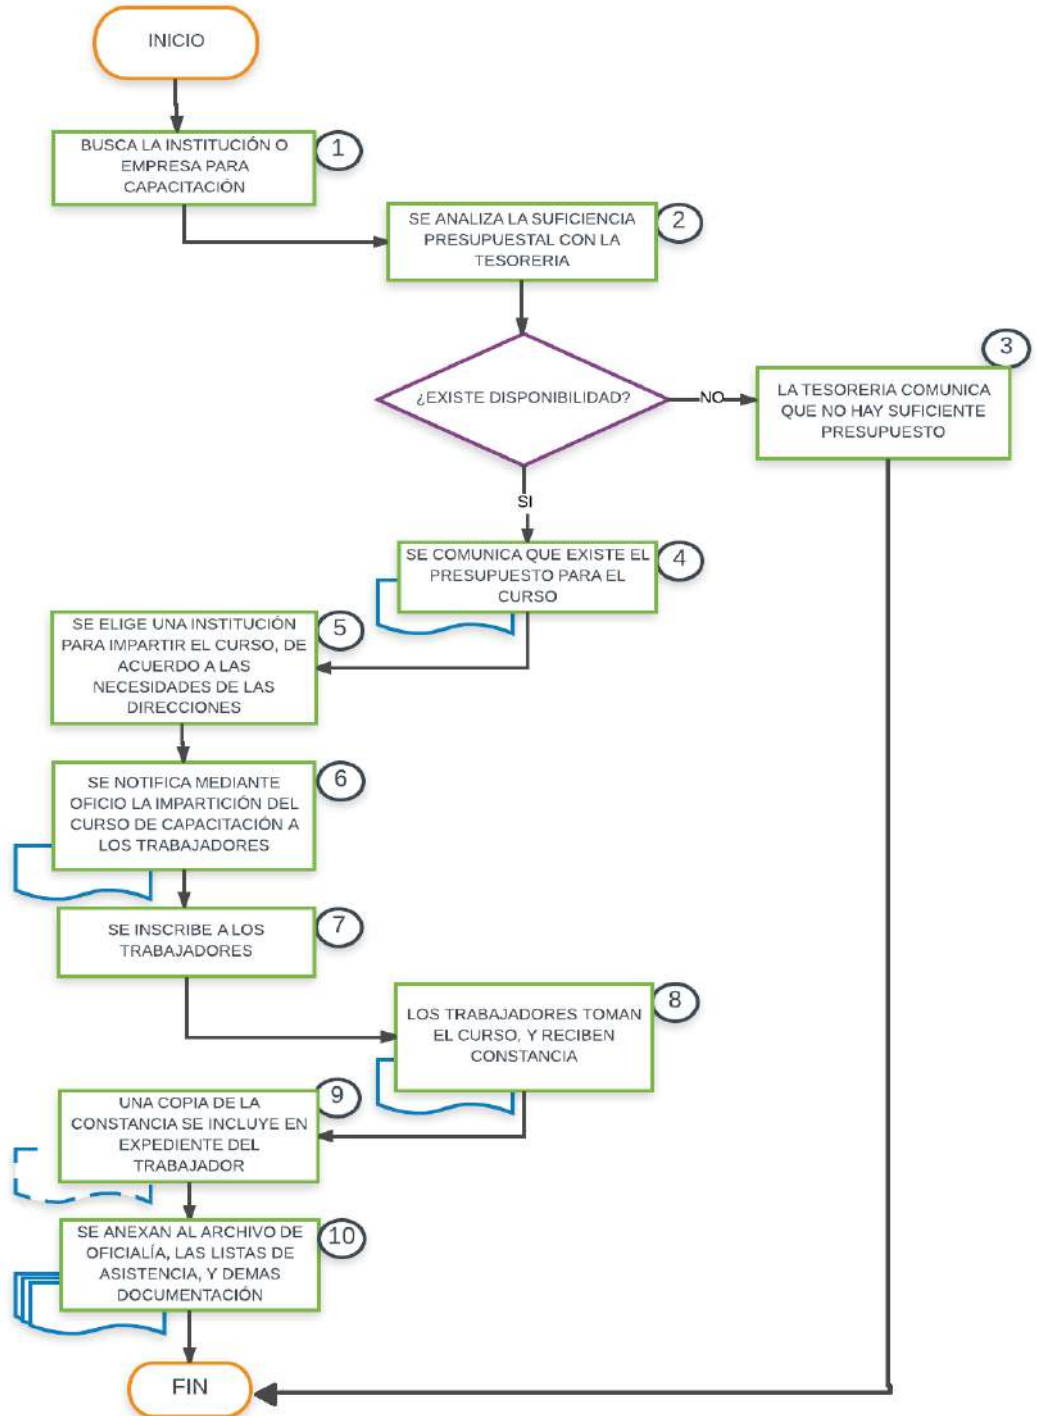 INICIO
BUSCA LA INSTITUCIÓN O
EMPRESA PARA
CAPACITACIÓN
1
SE ANALIZA LA SUFICIENCIA
PRESUPUESTAL CON LA
TESORERIA
2
¿EXISTE DISPONIBILIDAD?
NO
LA TESORERIA COMUNICA
QUE NO HAY SUFICIENTE
PRESUPUESTO
3
SI
SE COMUNICA QUE EXISTE EL
PRESUPUESTO PARA EL
CURSO
4
SE ELIGE UNA INSTITUCIÓN
PARA IMPARTIR EL CURSO, DE
ACUERDO A LAS
NECESIDADES DE LAS
DIRECCIONES
5
SE NOTIFICA MEDIANTE
OFICIO LA IMPARTICIÓN DEL
CURSO DE CAPACITACIÓN A
LOS TRABAJADORES
6
SE INSCRIBE A LOS
TRABAJADORES
7
LOS TRABAJADORES TOMAN
EL CURSO, Y RECIBEN
CONSTANCIA
8
UNA COPIA DE LA
CONSTANCIA SE INCLUYE EN
EXPEDIENTE DEL
TRABAJADOR
9
SE ANEXAN AL ARCHIVO DE
OFICIALÍA, LAS LISTAS DE
ASISTENCIA, Y DEMAS
DOCUMENTACIÓN
10
FIN